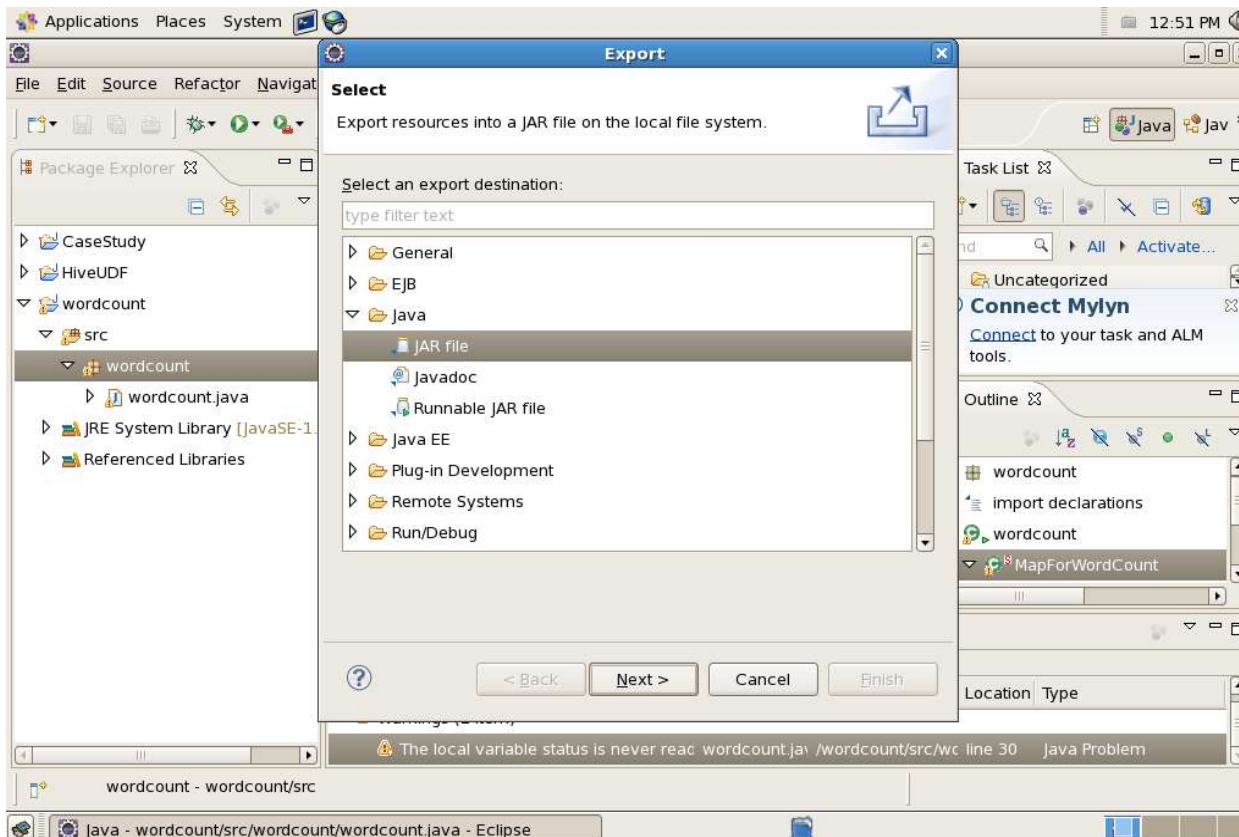 Applications Places System
12:51 PM
Export
File Edit Source Refactor Navigat
Select
Export resources into a JAR file on the local file system.
Java
Jav
Package Explorer
Task List
Select an export destination:
type filter text
CaseStudy
HiveUDF
wordcount
src
wordcount
wordcount.java
JRE System Library [JavaSE-1.
Referenced Libraries
General
EJB
Java
JAR file
Javadoc
Runnable JAR file
Java EE
Plug-in Development
Remote Systems
Run/Debug
All
Activate...
Uncategorized
Connect Mylyn
Connect to your task and ALM
tools.
Outline
wordcount
import declarations
wordcount
MapForWordCount
< Back
Next >
Cancel
Finish
Location Type
The local variable status is never read wordcount.jav /wordcount/src/wc line 30 Java Problem
wordcount - wordcount/src
Java - wordcount/src/wordcount/wordcount.java - Eclipse